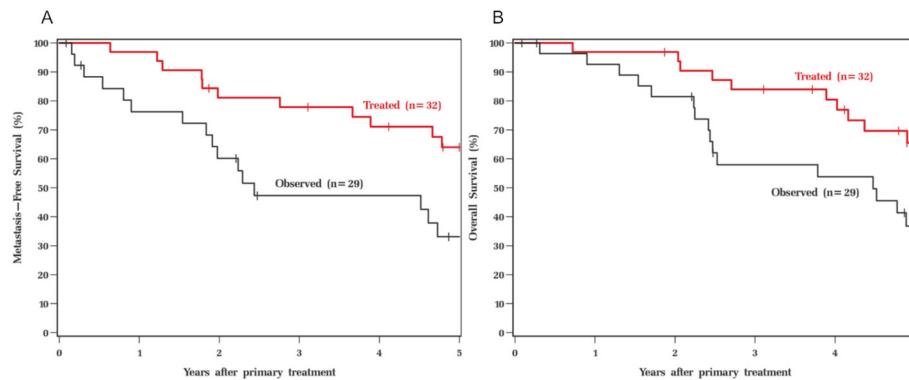 A
Metastasis—Free Survival (%)
100
90
80
70
60
50
40
30
20
10
0
Treated (n=32)
Observed (n=29)
0 1 2 3 4 5
Years after primary treatment
B
Overall Survival (%)
100
90
80
70
60
50
40
30
20
10
0
Treated (n=32)
Observed (n=29)
0 1 2 3 4
Years after primary treatment